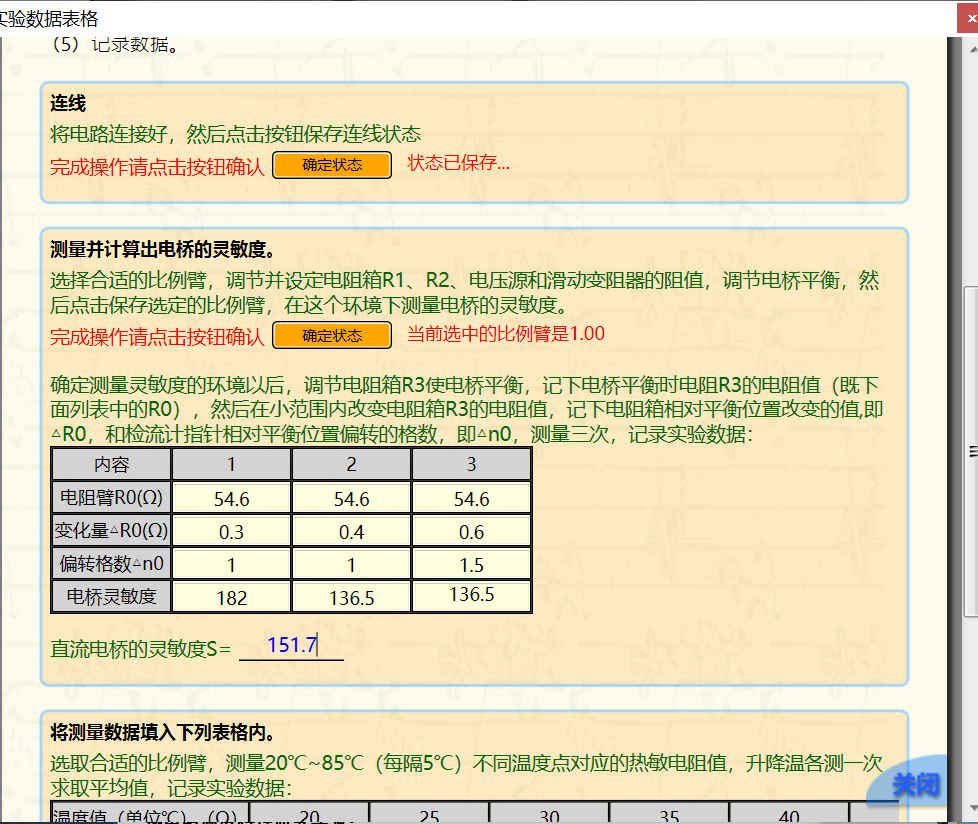 实验数据表格
（5）记录数据。
连线
将电路连接好，然后点击按钮保存连线状态
完成操作请点击按钮确认 确定状态 状态已保存...
测量并计算出电桥的灵敏度。
选择合适的比例臂，调节并设定电阻箱R1、R2、电压源和滑动变阻器的阻值，调节电桥平衡，然
后点击保存选定的比例臂，在这个环境下测量电桥的灵敏度。
完成操作请点击按钮确认 确定状态 当前选中的比例臂是1.00
确定测量灵敏度的环境以后，调节电阻箱R3使电桥平衡，记下电桥平衡时电阻R3的电阻值（既下
面列表中的R0），然后在小范围内改变电阻箱R3的电阻值，记下电阻箱相对平衡位置改变的值,即
△R0，和检流计指针相对平衡位置偏转的格数，即△n0，测量三次，记录实验数据：
内容 1 2 3
电阻臂R0(Ω) 54.6 54.6 54.6
变化量△R0(Ω) 0.3 0.4 0.6
偏转格数△n0 1 1 1.5
电桥灵敏度 182 136.5 136.5
直流电桥的灵敏度S= 151.7
将测量数据填入下列表格内。
选取合适的比例臂，测量20℃~85℃（每隔5℃）不同温度点对应的热敏电阻值，升降温各测一次
求取平均值，记录实验数据：
关闭
温度值（单位℃）（Ω） 20 25 30 35 40